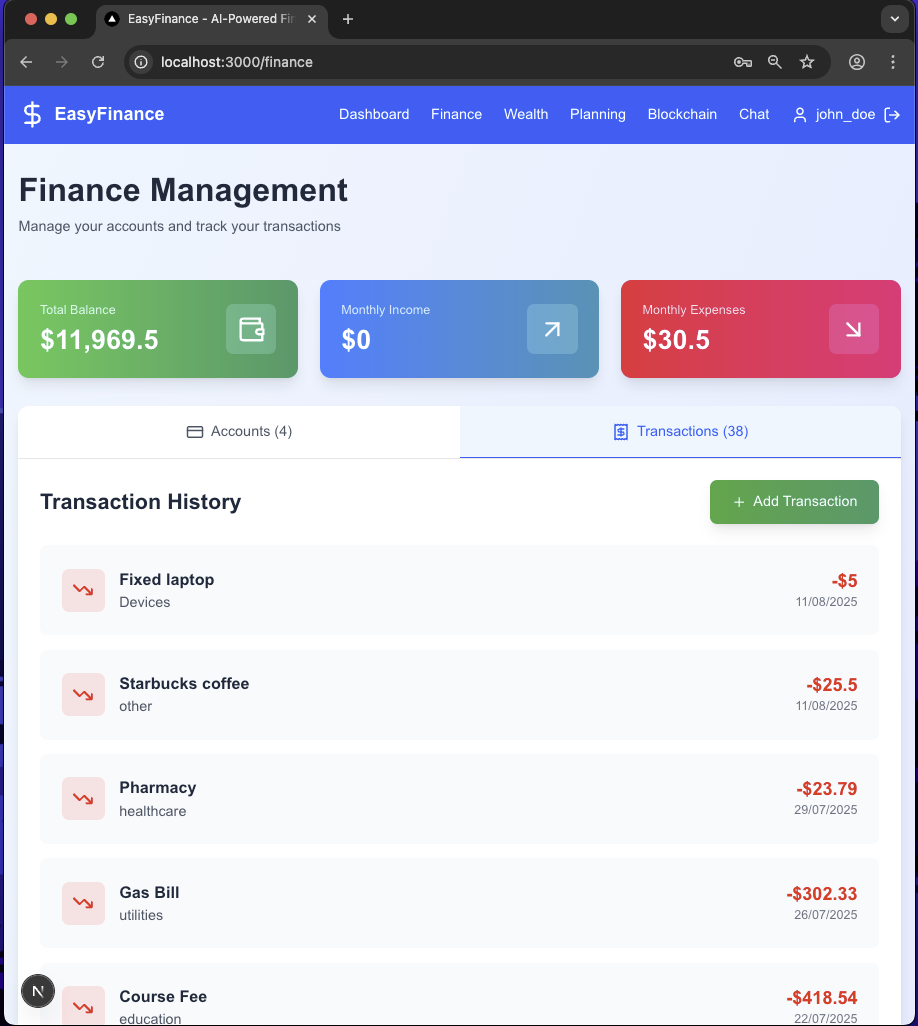 EasyFinance - AI-Powered Fin
localhost:3000/finance
EasyFinance
Dashboard Finance Wealth Planning Blockchain Chat john_doe
Finance Management
Manage your accounts and track your transactions
Total Balance
$11,969.5
Monthly Income
$0
Monthly Expenses
$30.5
Accounts (4)
Transactions (38)
Transaction History
Add Transaction
Fixed laptop
-$5
Devices
11/08/2025
Starbucks coffee
-$25.5
other
11/08/2025
Pharmacy
-$23.79
healthcare
29/07/2025
Gas Bill
-$302.33
utilities
26/07/2025
N
Course Fee
-$418.54
education
22/07/2025